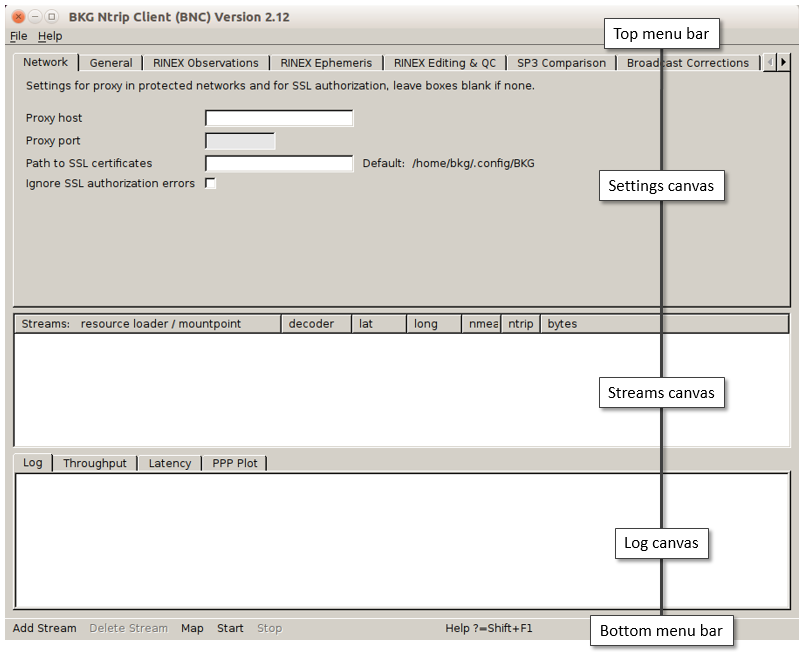 BKG Ntrip Client (BNC) Version 2.12
File Help
Top menu bar
Network General RINEX Observations RINEX Ephemeris RINEX Editing & QC SP3 Comparison Broadcast Corrections
Settings for proxy in protected networks and for SSL authorization, leave boxes blank if none.
Proxy host
Proxy port
Path to SSL certificates Default: /home/bkg/.config/BKG
Ignore SSL authorization errors
Settings canvas
Streams: resource loader / mountpoint decoder lat long nmea ntrip bytes
Streams canvas
Log Throughput Latency PPP Plot
Log canvas
Add Stream Delete Stream Map Start Stop Help ?=Shift+F1
Bottom menu bar